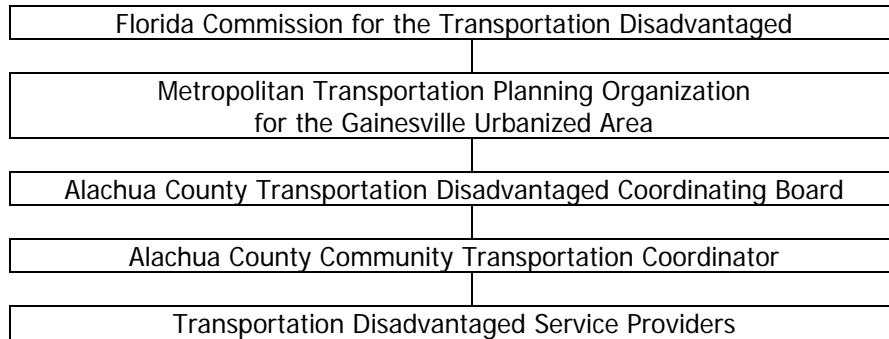 Florida Commission for the Transportation Disadvantaged
Metropolitan Transportation Planning Organization
for the Gainesville Urbanized Area
Alachua County Transportation Disadvantaged Coordinating Board
Alachua County Community Transportation Coordinator
Transportation Disadvantaged Service Providers